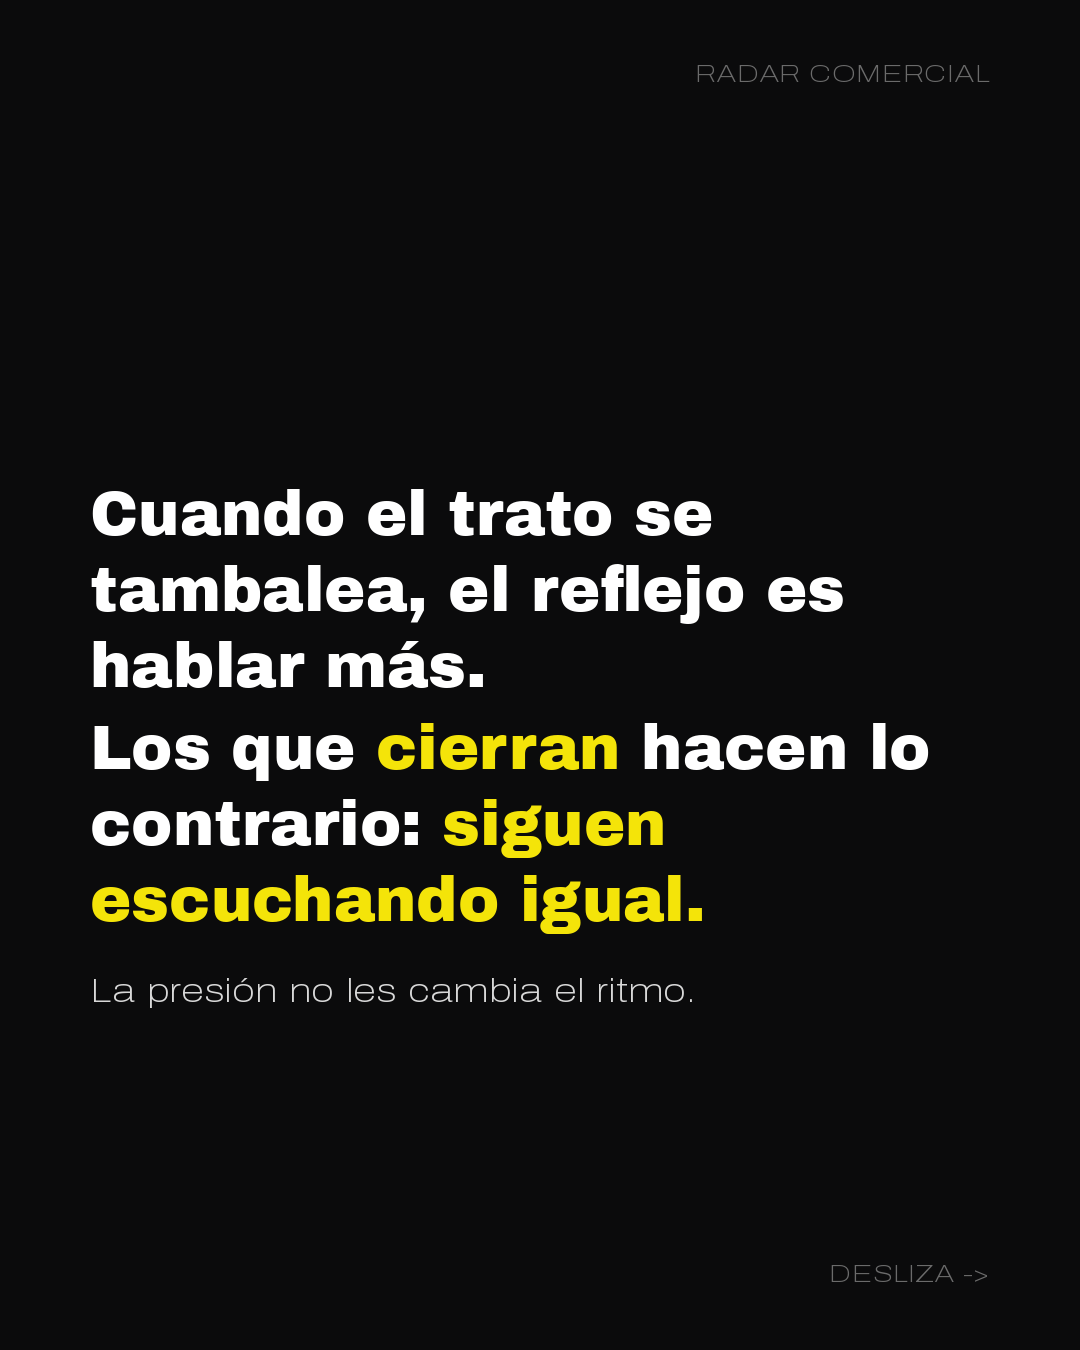 RADAR COMERCIAL
Cuando el trato se
tambalea, el reflejo es
hablar más.
Los que cierran hacen lo
contrario: siguen
escuchando igual.
La presión no les cambia el ritmo.
DESLIZA ->